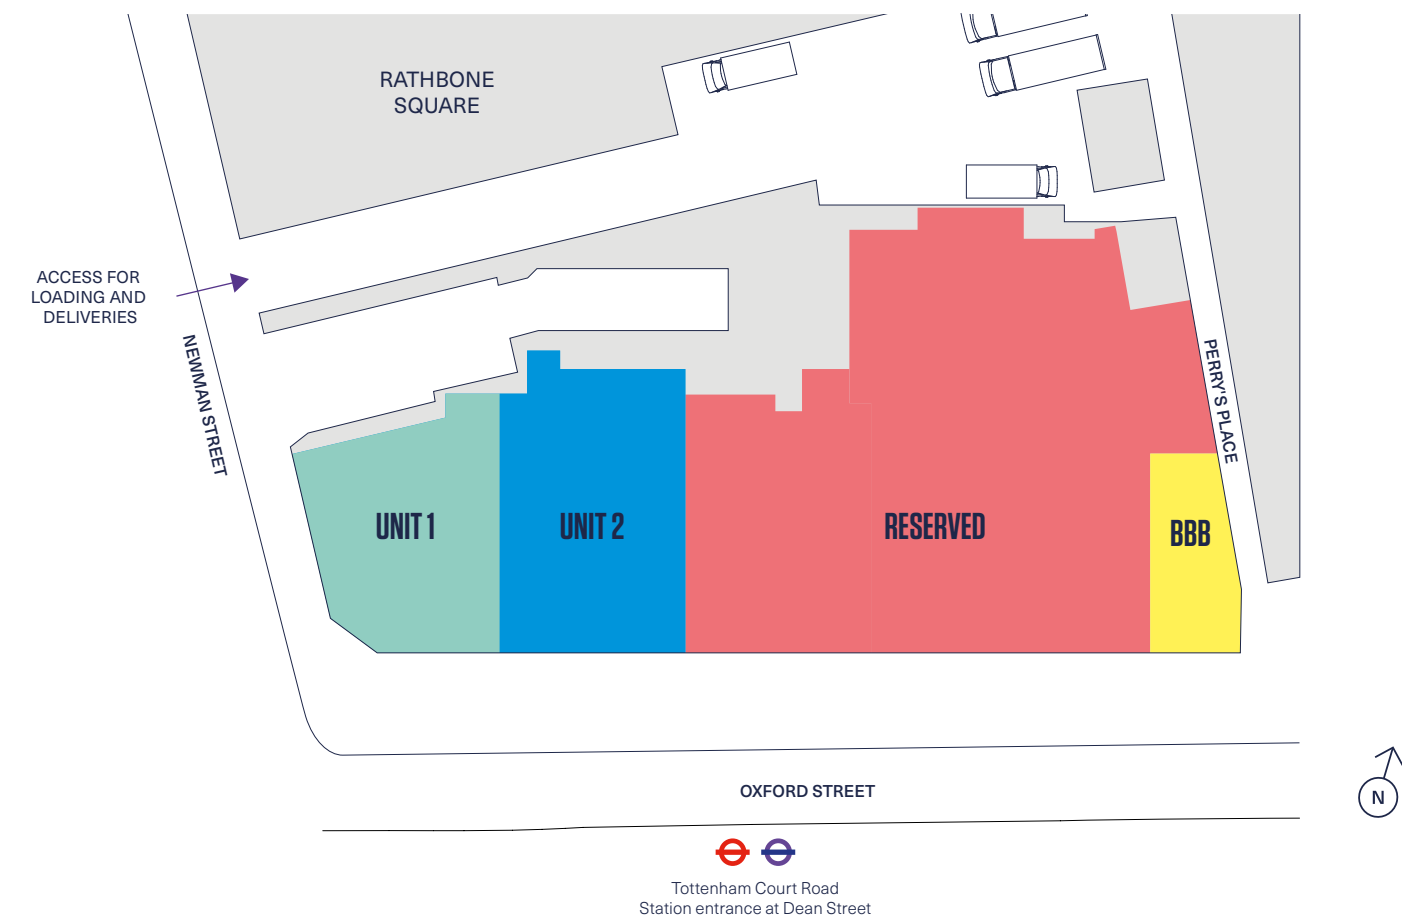 RATHBONE
SQUARE
ACCESS FOR
LOADING AND
DELIVERIES
NEWMAN STREET
PERRY'S PLACE
UNIT 1
UNIT 2
RESERVED
BBB
OXFORD STREET
N
Tottenham Court Road
Station entrance at Dean Street